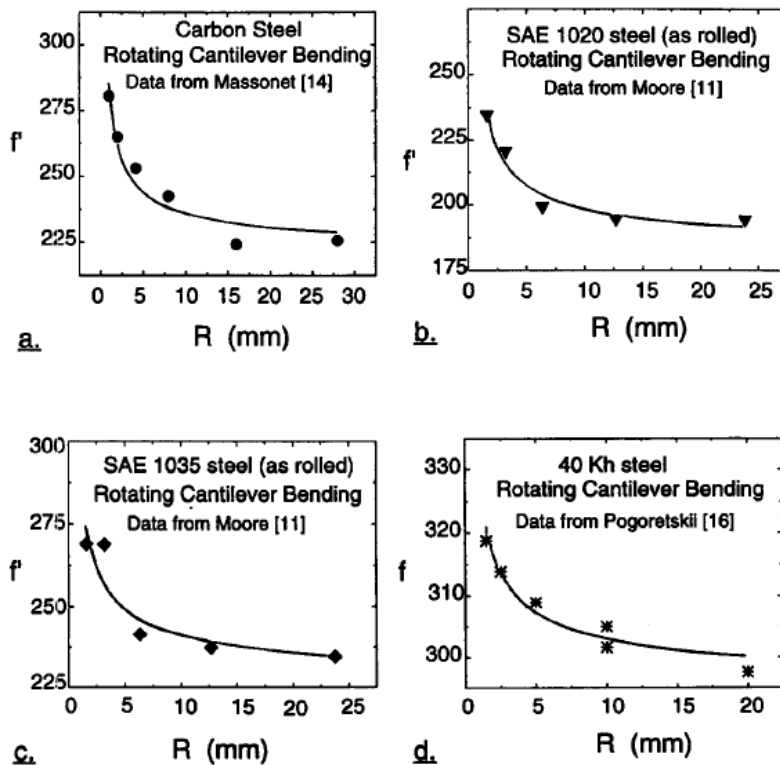 Carbon Steel
Rotating Cantilever Bending
Data from Massonet [14]
300
275
250
225
f'
0 5 10 15 20 25 30
R (mm)
a.
SAE 1020 steel (as rolled)
Rotating Cantilever Bending
Data from Moore [11]
250
225
200
175
f'
0 5 10 15 20 25
R (mm)
b.
SAE 1035 steel (as rolled)
Rotating Cantilever Bending
Data from Moore [11]
300
275
250
225
f'
0 5 10 15 20 25
R (mm)
c.
40 Kh steel
Rotating Cantilever Bending
Data from Pogoretskii [16]
330
320
310
300
f
0 5 10 15 20
R (mm)
d.